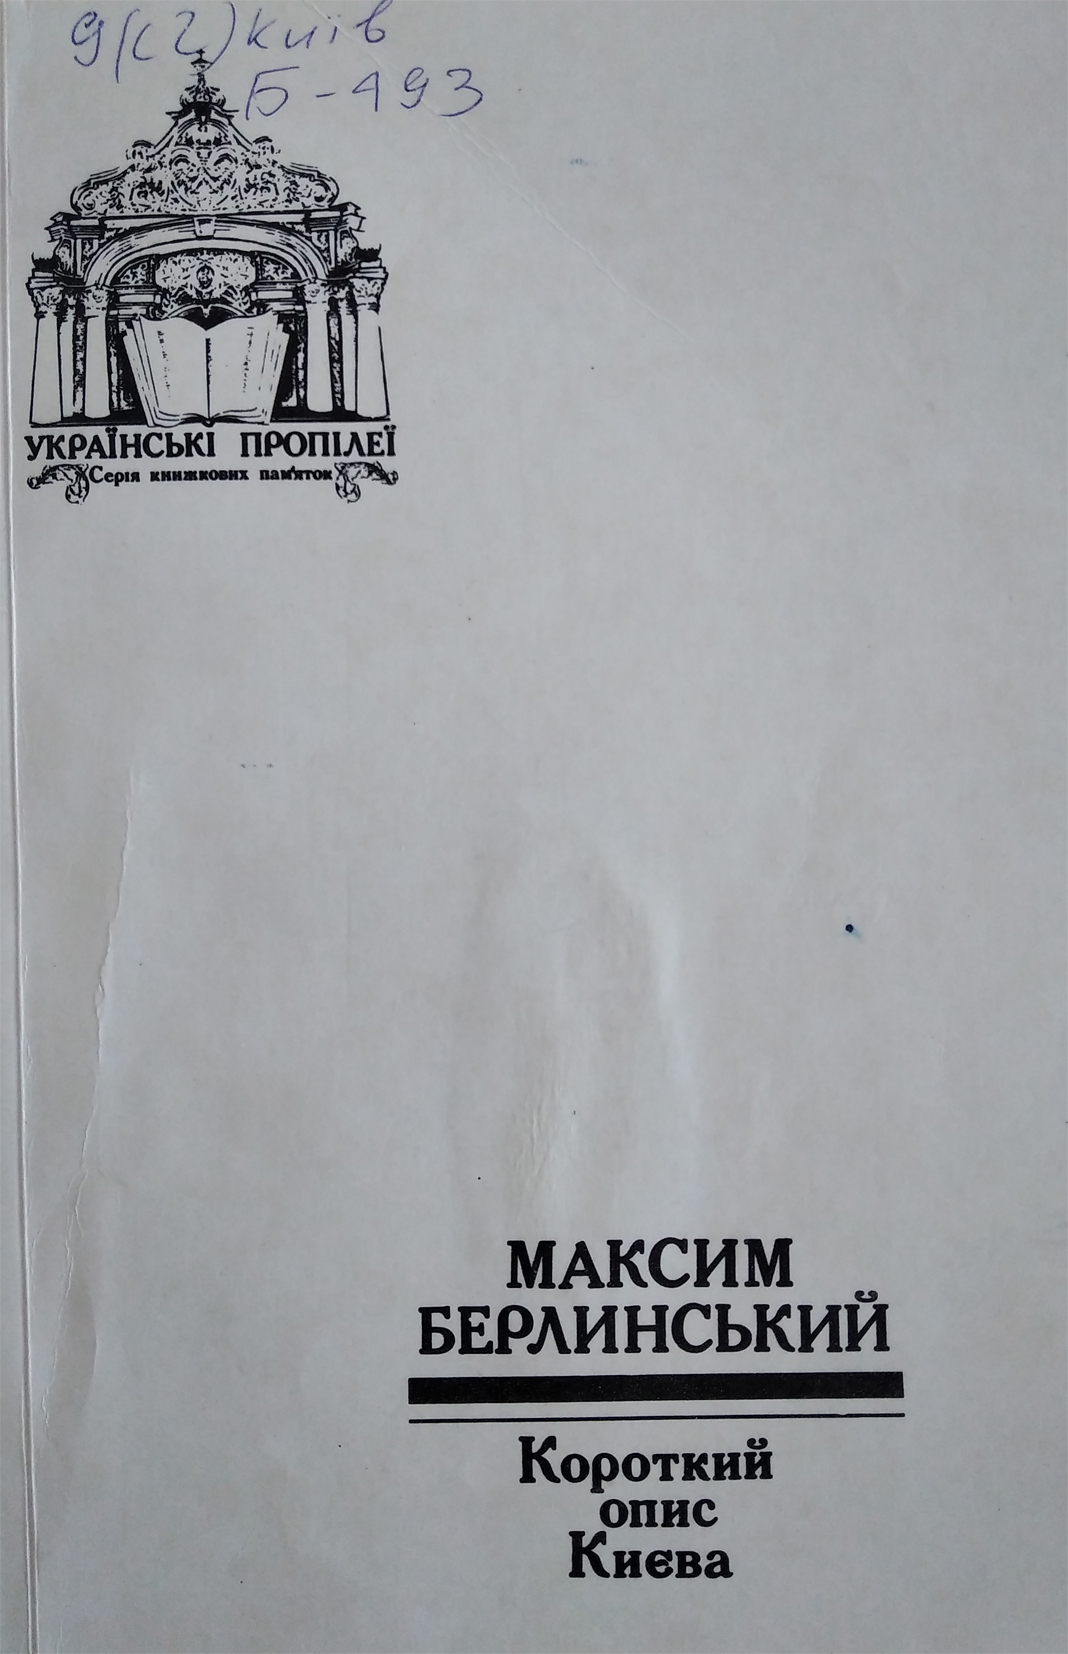 9(с2)Київ
Б-493
УКРАЇНСЬКІ ПРОПІЛЕЇ
Серія книжкових пам'яток
МАКСИМ
БЕРЛИНСЬКИЙ
Короткий
опис
Києва